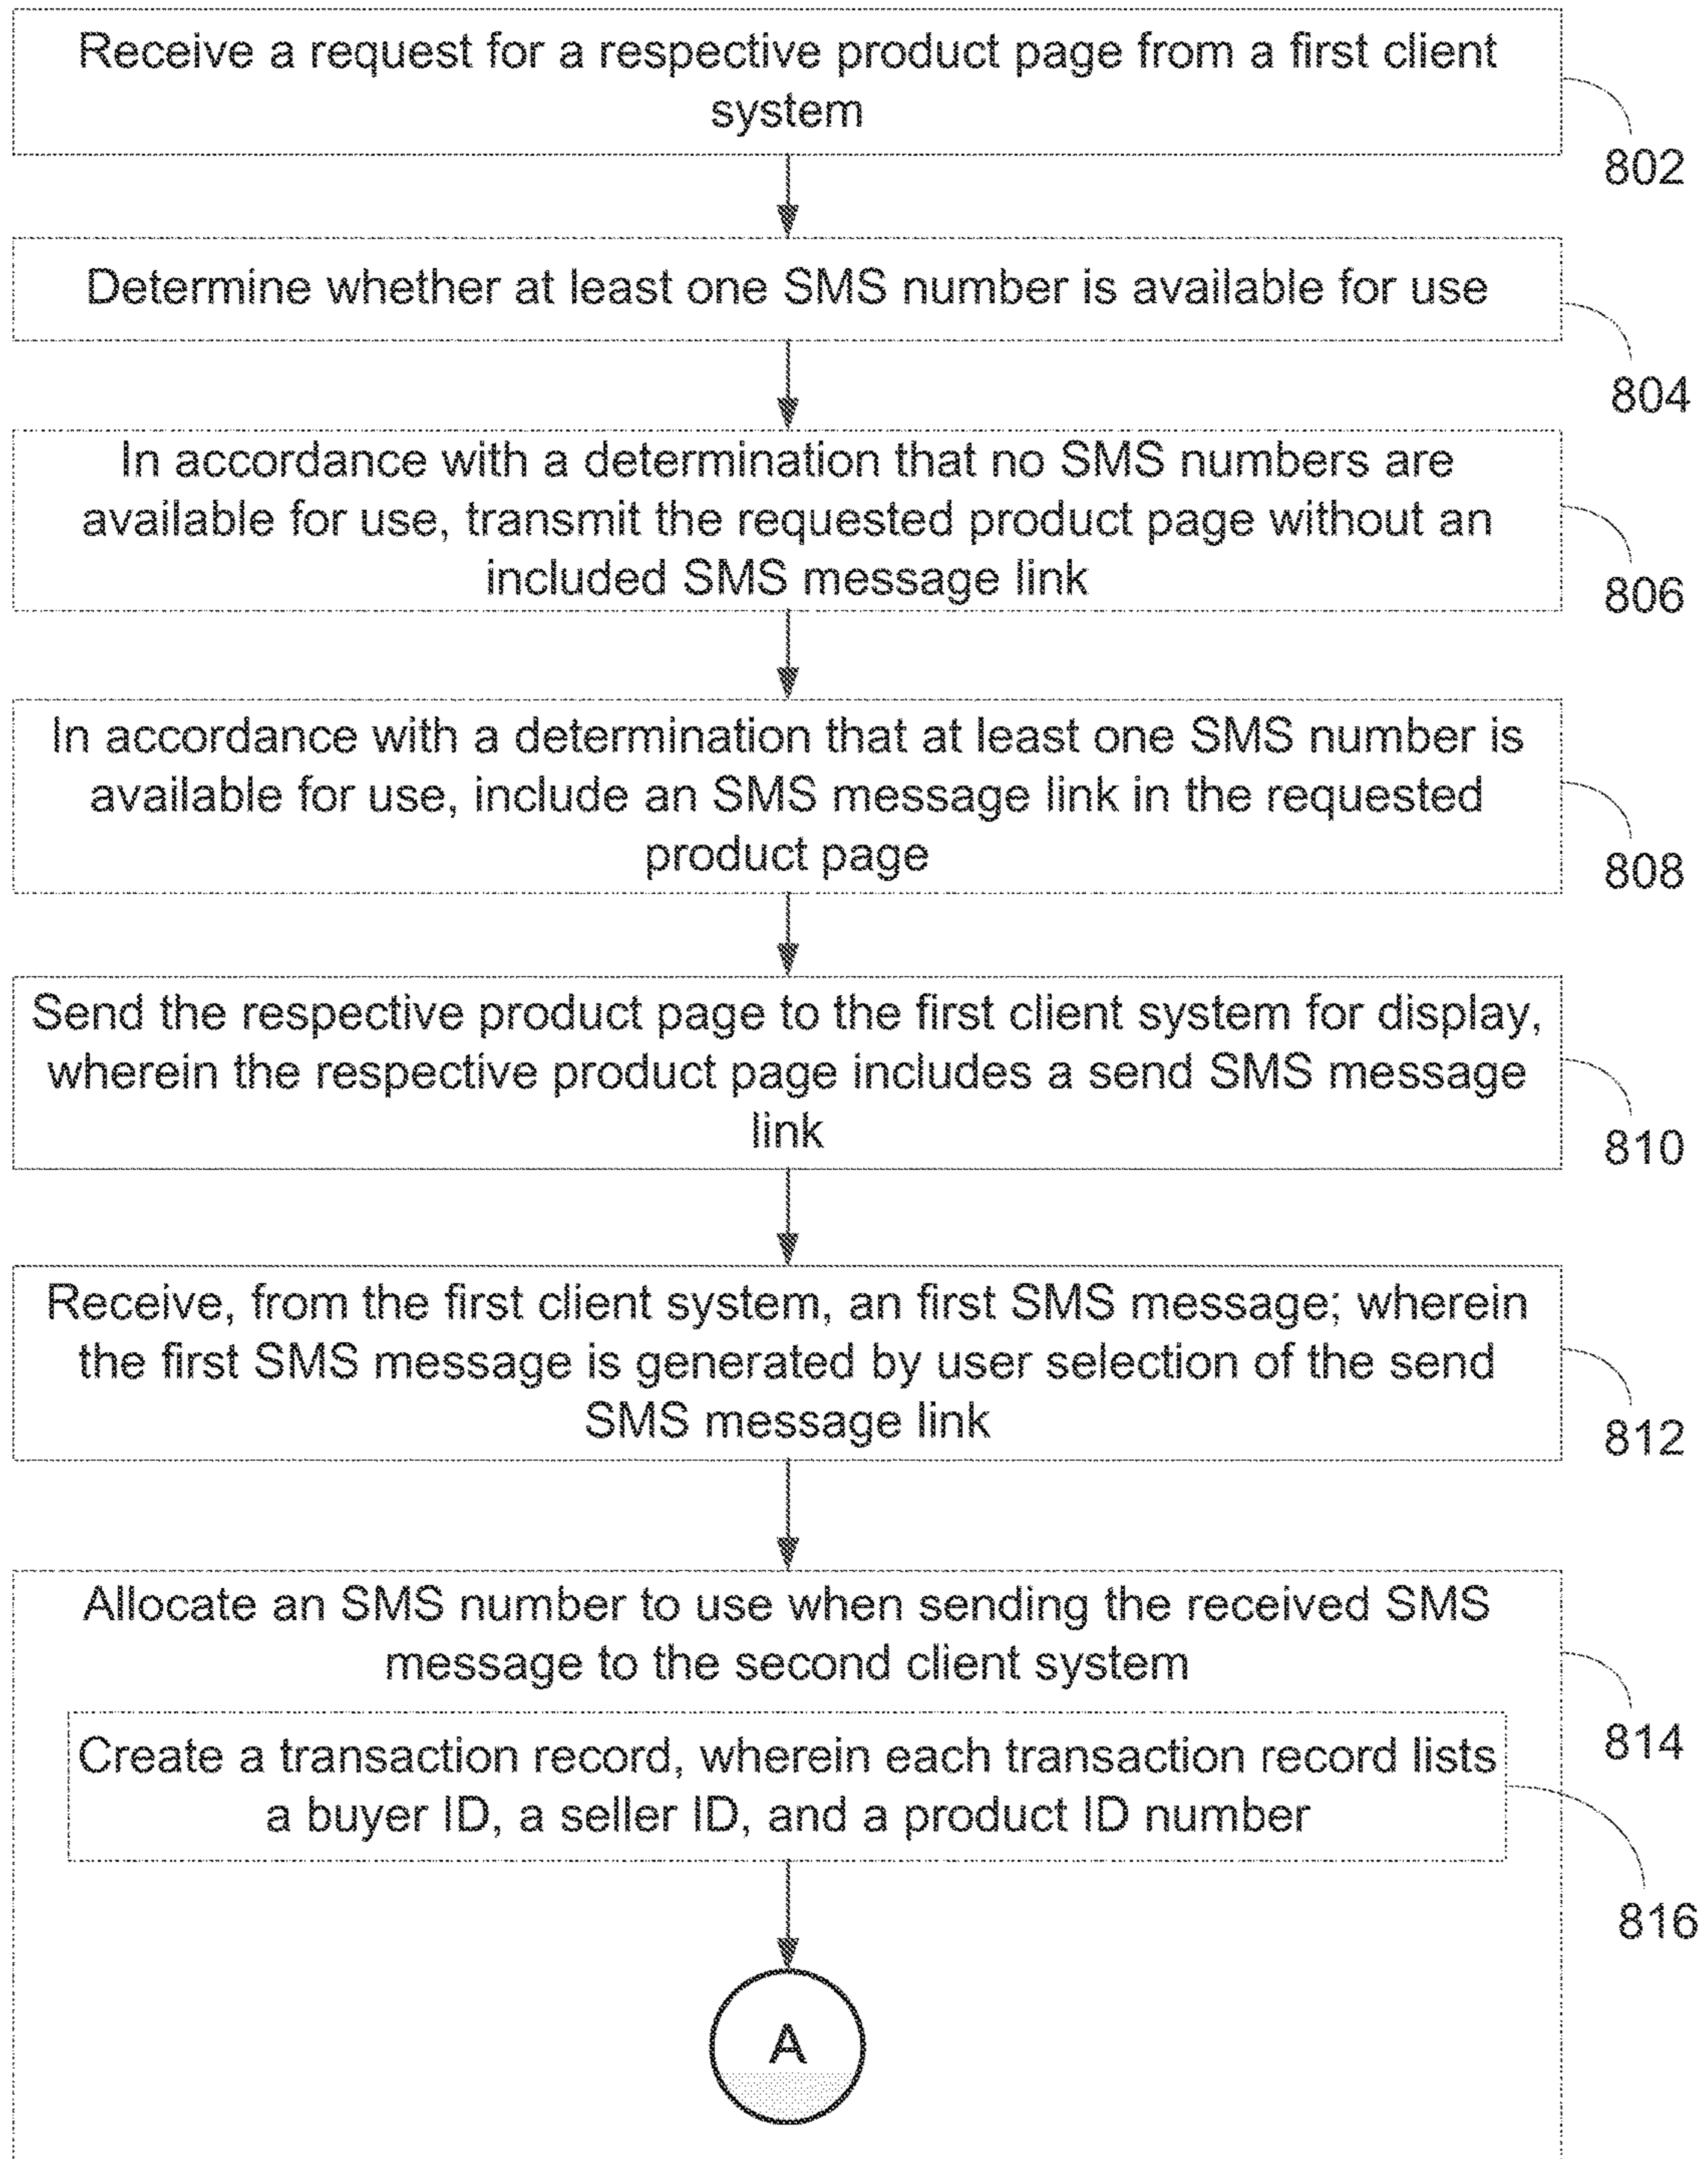 Receive a request for a respective product page from a first client
system
802
Determine whether at least one SMS number is available for use
804
In accordance with a determination that no SMS numbers are
available for use, transmit the requested product page without an
included SMS message link
806
In accordance with a determination that at least one SMS number is
available for use, include an SMS message link in the requested
product page
808
Send the respective product page to the first client system for display,
wherein the respective product page includes a send SMS message
link
810
Receive, from the first client system, an first SMS message; wherein
the first SMS message is generated by user selection of the send
SMS message link
812
Allocate an SMS number to use when sending the received SMS
message to the second client system
814
Create a transaction record, wherein each transaction record lists
a buyer ID, a seller ID, and a product ID number
816
A